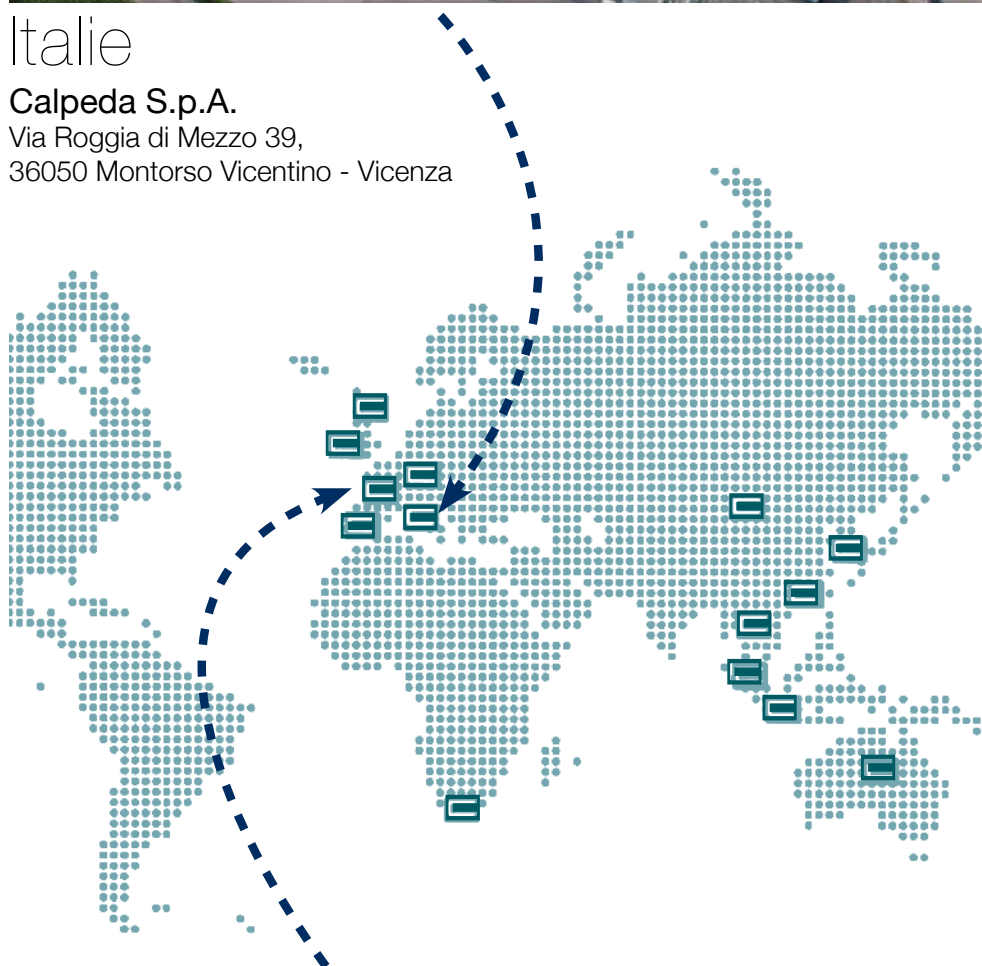 Italie
Calpeda S.p.A.
Via Roggia di Mezzo 39,
36050 Montorso Vicentino - Vicenza